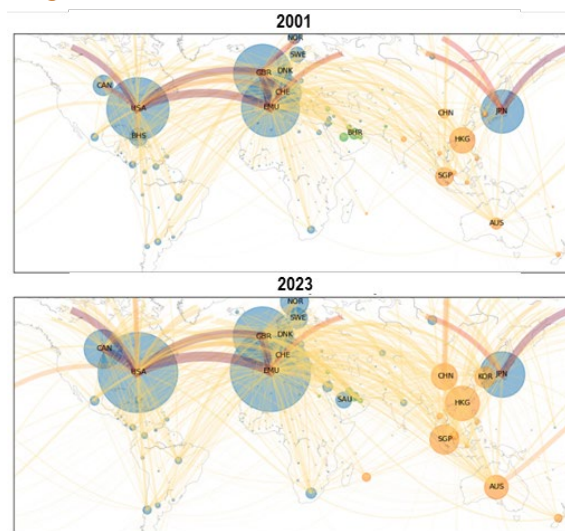 2001
NOR
SWE
GBR DNK
CAN CHE
USA EMU CHN JPN
BHS BHR HKG
SGP
AUS
2023
NOR
SWE
GBR DNK
CAN CHE
USA EMU CHN KOR JPN
SAU HKG
SGP
AUS